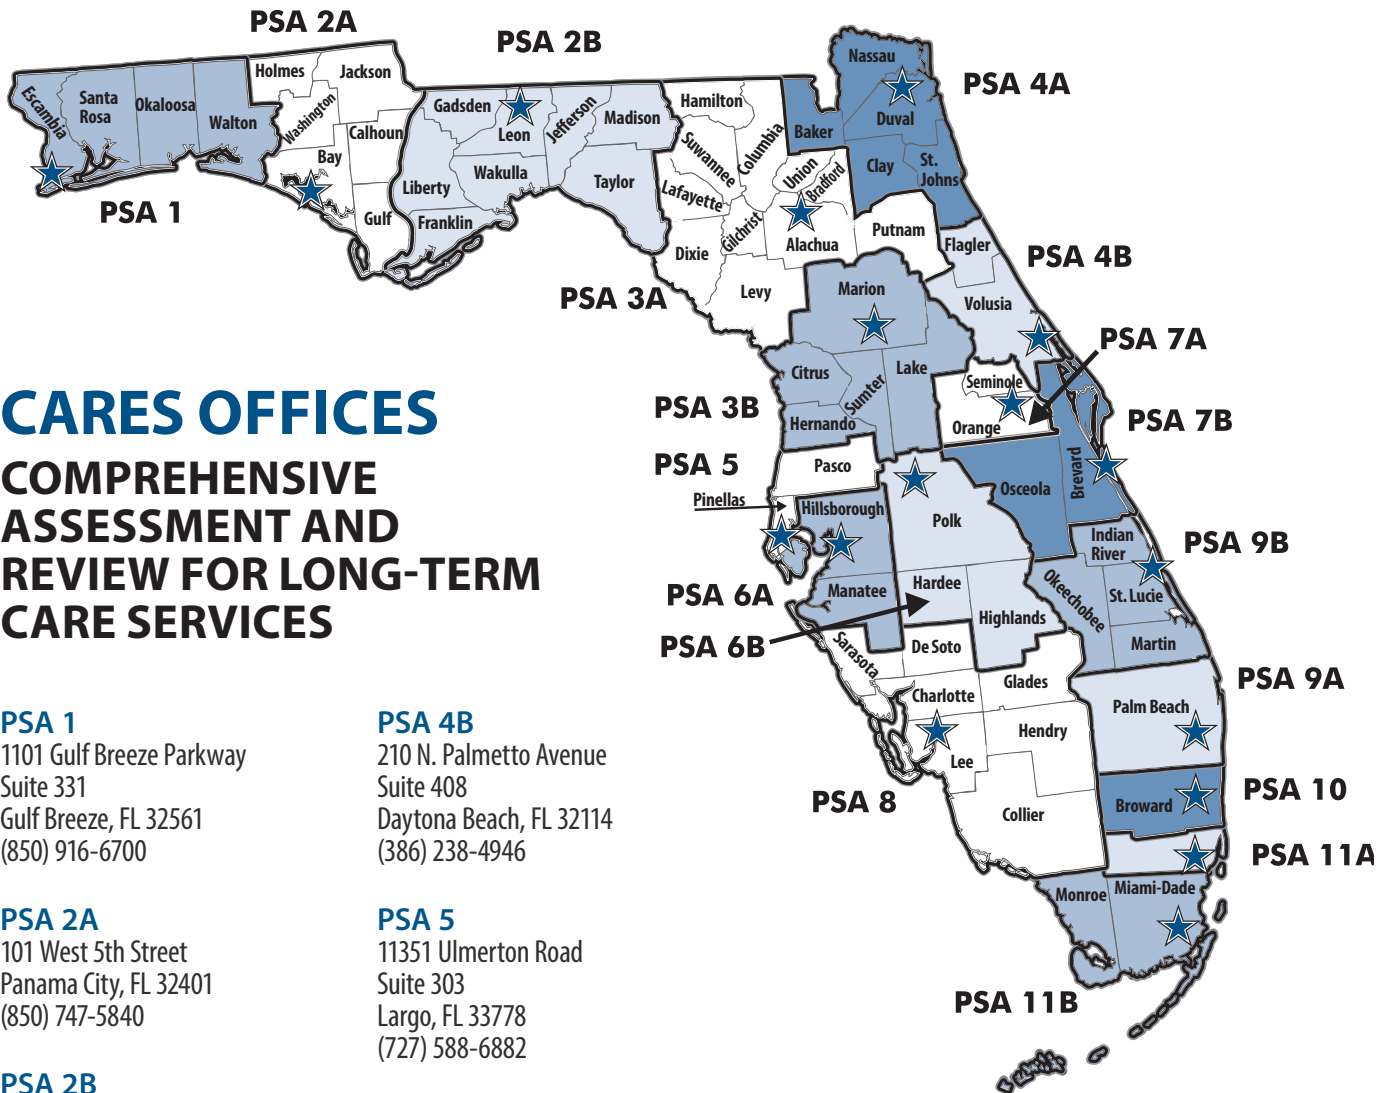 PSA 2A
PSA 2B
PSA 4A
Nassau
Holmes
Jackson
Escambia
Santa
Rosa
Okaloosa
Walton
Washington
Calhoun
Bay
Gulf
Gadsden
Leon
Jefferson
Madison
Liberty
Wakulla
Taylor
Franklin
Hamilton
Suwannee
Columbia
Baker
Duval
Union
Bradford
Clay
St.
Johns
Lafayette
Gilchrist
Alachua
Putnam
Dixie
Levy
Flagler
PSA 1
PSA 3A
PSA 4B
Marion
Volusia
PSA 7A
Citrus
Sumter
Lake
Seminole
PSA 3B
Hernando
Orange
PSA 7B
PSA 5
Pasco
Pinellas
Hillsborough
Polk
Osceola
Brevard
Indian
River
PSA 9B
PSA 6A
Manatee
Hardee
Okeechobee
St. Lucie
PSA 6B
Highlands
Martin
Sarasota
De Soto
PSA 9A
Charlotte
Glades
Palm Beach
Hendry
Lee
PSA 8
Collier
Broward
PSA 10
PSA 11A
Monroe
Miami-Dade
PSA 11B
CARES OFFICES
COMPREHENSIVE
ASSESSMENT AND
REVIEW FOR LONG-TERM
CARE SERVICES
PSA 1
1101 Gulf Breeze Parkway
Suite 331
Gulf Breeze, FL 32561
(850) 916-6700
PSA 2A
101 West 5th Street
Panama City, FL 32401
(850) 747-5840
PSA 2B
PSA 4B
210 N. Palmetto Avenue
Suite 408
Daytona Beach, FL 32114
(386) 238-4946
PSA 5
11351 Ulmerton Road
Suite 303
Largo, FL 33778
(727) 588-6882